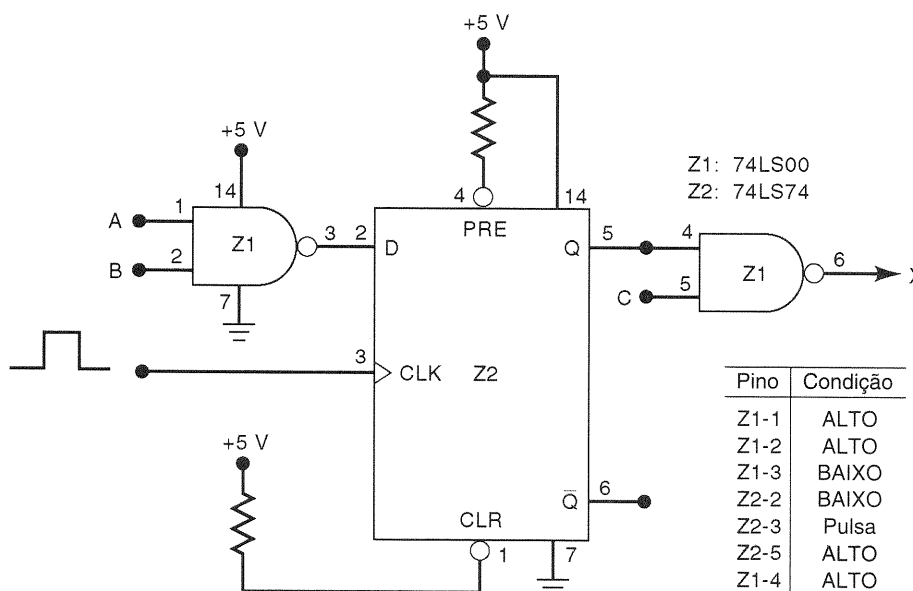 +5 V
+5 V
Z1: 74LS00
Z2: 74LS74
14
4
14
A
1
Z1
3
2
D
PRE
Q
5
4
Z1
6
B
2
7
C
5
3
CLK
Z2
Pino Condição
Z1-1 ALTO
Z1-2 ALTO
Z1-3 BAIXO
Z2-2 BAIXO
Z2-3 Pulsa
Z2-5 ALTO
Z1-4 ALTO
+5 V
Q̅
6
CLR
1
7